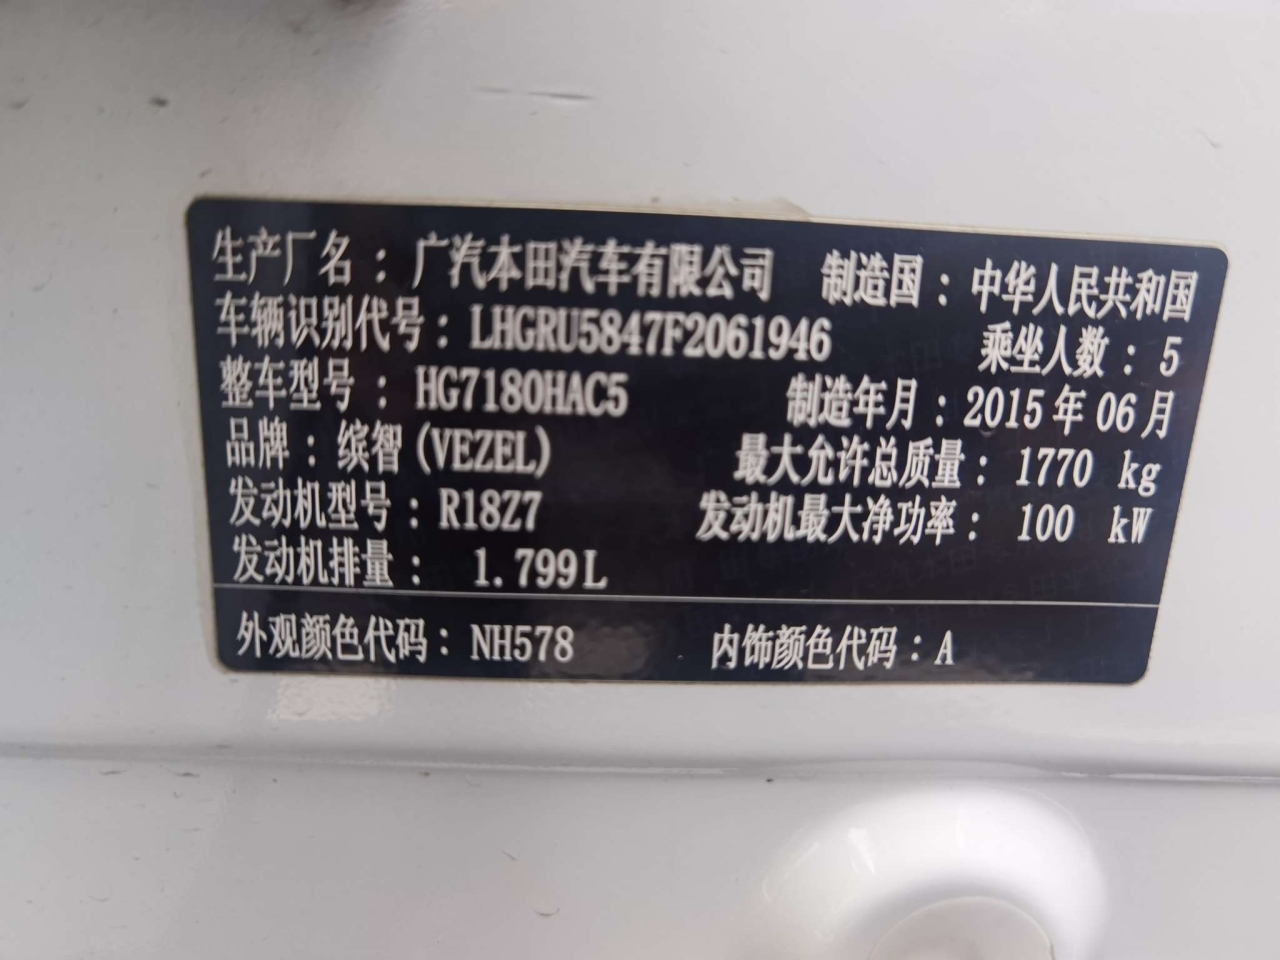 生产厂名：广汽本田汽车有限公司 制造国：中华人民共和国
车辆识别代号：LHGRU5847F2061946 乘坐人数：5
整车型号：HG7180HAC5 制造年月：2015年06月
品牌：缤智(VEZEL) 最大允许总质量：1770 kg
发动机型号：R18Z7 发动机最大净功率：100 kW
发动机排量：1.799L
外观颜色代码：NH578 内饰颜色代码：A